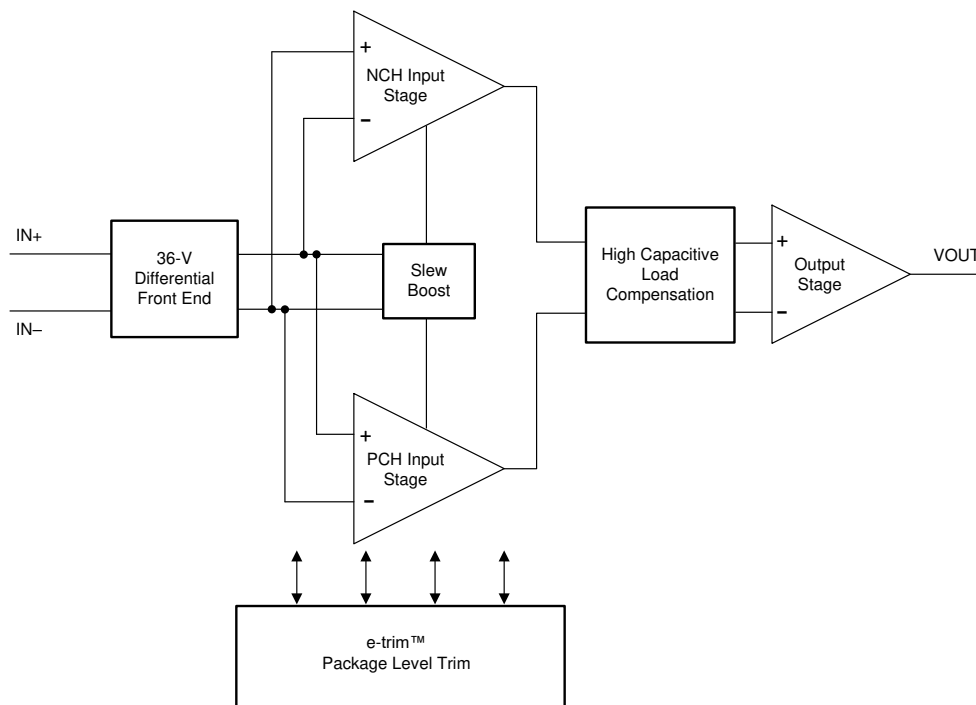 +
NCH Input
Stage
−
IN+
36-V
Differential
Front End
IN−
Slew
Boost
High Capacitive
Load
Compensation
+
Output
Stage
−
VOUT
+
PCH Input
Stage
−
e-trim™
Package Level Trim